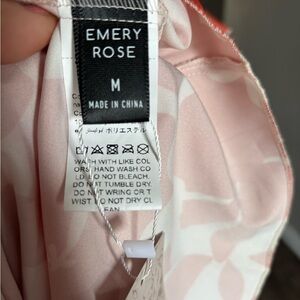 EMERY
ROSE
M
MADE IN CHINA
ポリエステル
WASH WITH LIKE COL
ORS HAND WASH CO
LD DO NOT BLEACH.
DO NOT TUMBLE DRY.
DO NOT WRING OR T
WIST DO NOT DRY CL
EAN